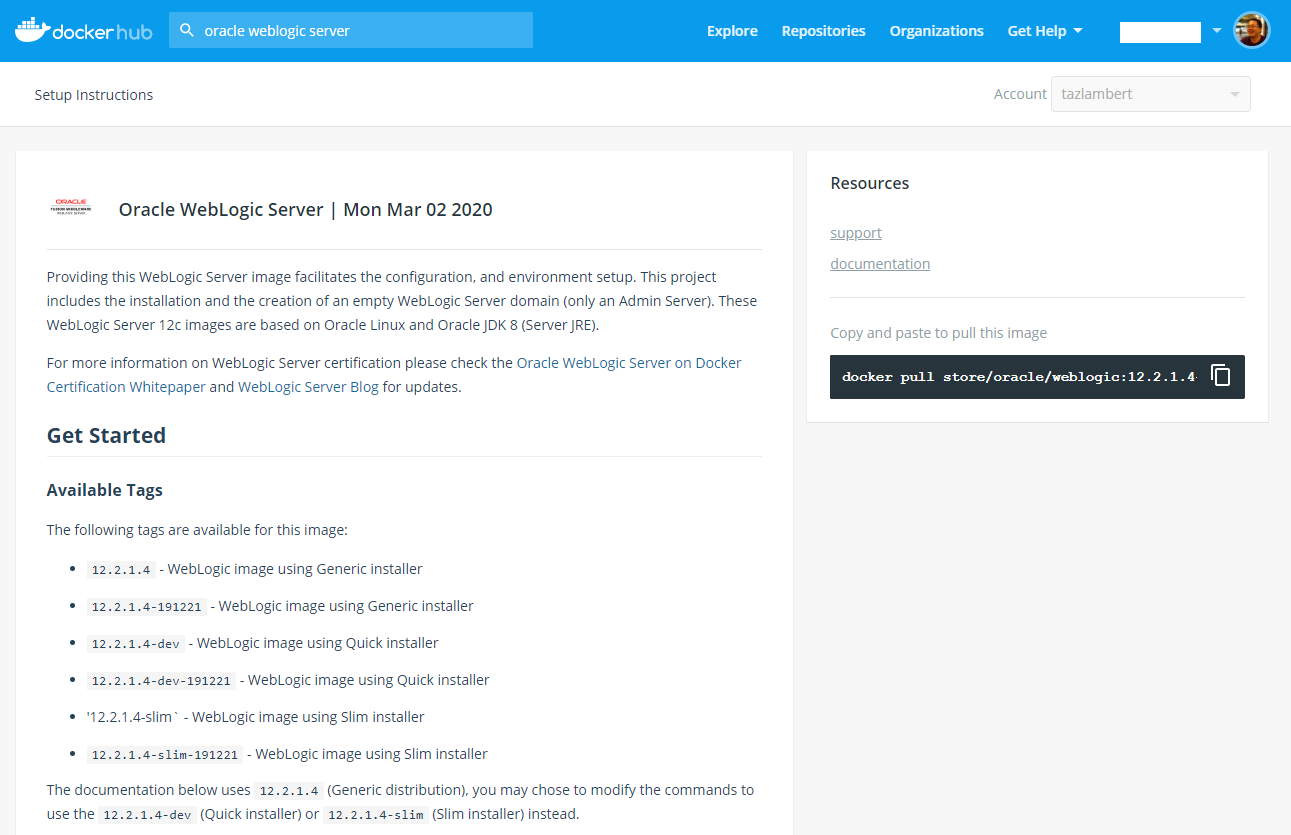 docker hub
oracle weblogic server
Explore
Repositories
Organizations
Get Help
Setup Instructions
Account
tazlambert
ORACLE
FUSION MIDDLEWARE
WEBLOGIC SERVER
Oracle WebLogic Server | Mon Mar 02 2020
Providing this WebLogic Server image facilitates the configuration, and environment setup. This project
includes the installation and the creation of an empty WebLogic Server domain (only an Admin Server). These
WebLogic Server 12c images are based on Oracle Linux and Oracle JDK 8 (Server JRE).
For more information on WebLogic Server certification please check the Oracle WebLogic Server on Docker
Certification Whitepaper and WebLogic Server Blog for updates.
Get Started
Available Tags
The following tags are available for this image:
• 12.2.1.4 - WebLogic image using Generic installer
• 12.2.1.4-191221 - WebLogic image using Generic installer
• 12.2.1.4-dev - WebLogic image using Quick installer
• 12.2.1.4-dev-191221 - WebLogic image using Quick installer
• '12.2.1.4-slim` - WebLogic image using Slim installer
• 12.2.1.4-slim-191221 - WebLogic image using Slim installer
The documentation below uses 12.2.1.4 (Generic distribution), you may chose to modify the commands to
use the 12.2.1.4-dev (Quick installer) or 12.2.1.4-slim (Slim installer) instead.
Resources
support
documentation
Copy and paste to pull this image
docker pull store/oracle/weblogic:12.2.1.4-